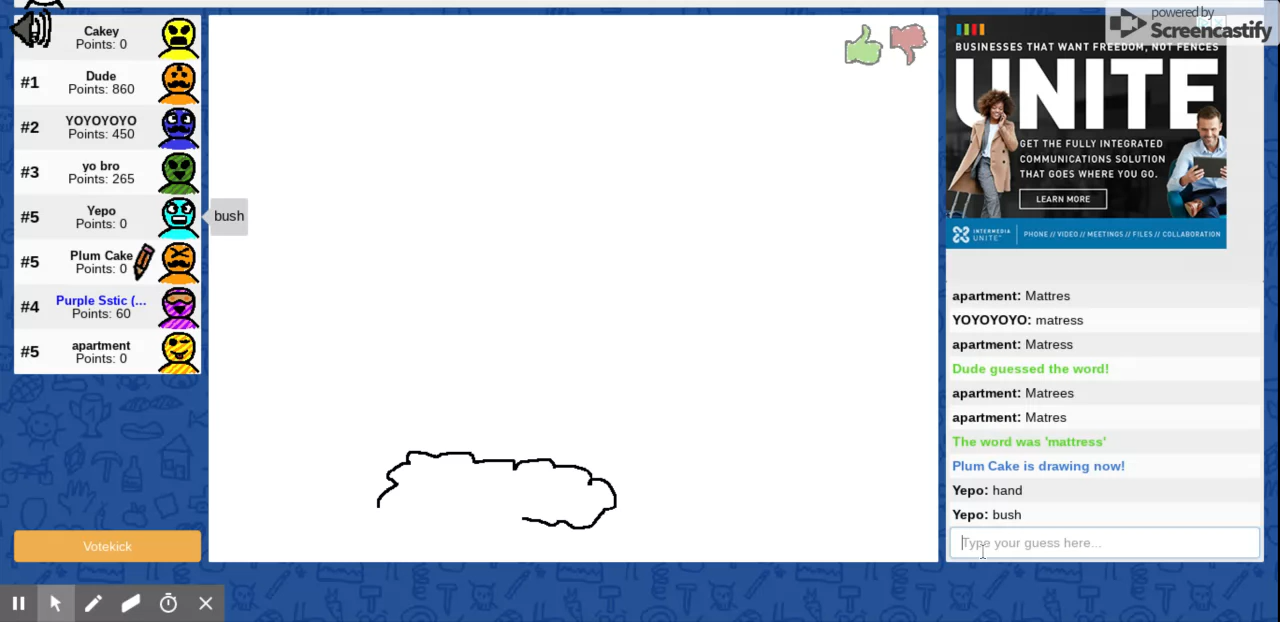 powered by
Screencastify
Cakey
Points: 0
#1
Dude
Points: 860
#2
YOYOYOYO
Points: 450
#3
yo bro
Points: 265
#5
Yepo
Points: 0
bush
#5
Plum Cake
Points: 0
#4
Purple Sstic (...
Points: 60
#5
apartment
Points: 0
Votekick
BUSINESSES THAT WANT FREEDOM, NOT FENCES
UNITE
GET THE FULLY INTEGRATED
COMMUNICATIONS SOLUTION
THAT GOES WHERE YOU GO.
LEARN MORE
INTERMEDIA
UNITE
PHONE // VIDEO // MEETINGS // FILES // COLLABORATION
apartment: Mattres
YOYOYOYO: matress
apartment: Matress
Dude guessed the word!
apartment: Matrees
apartment: Matres
The word was 'mattress'
Plum Cake is drawing now!
Yepo: hand
Yepo: bush
Type your guess here...